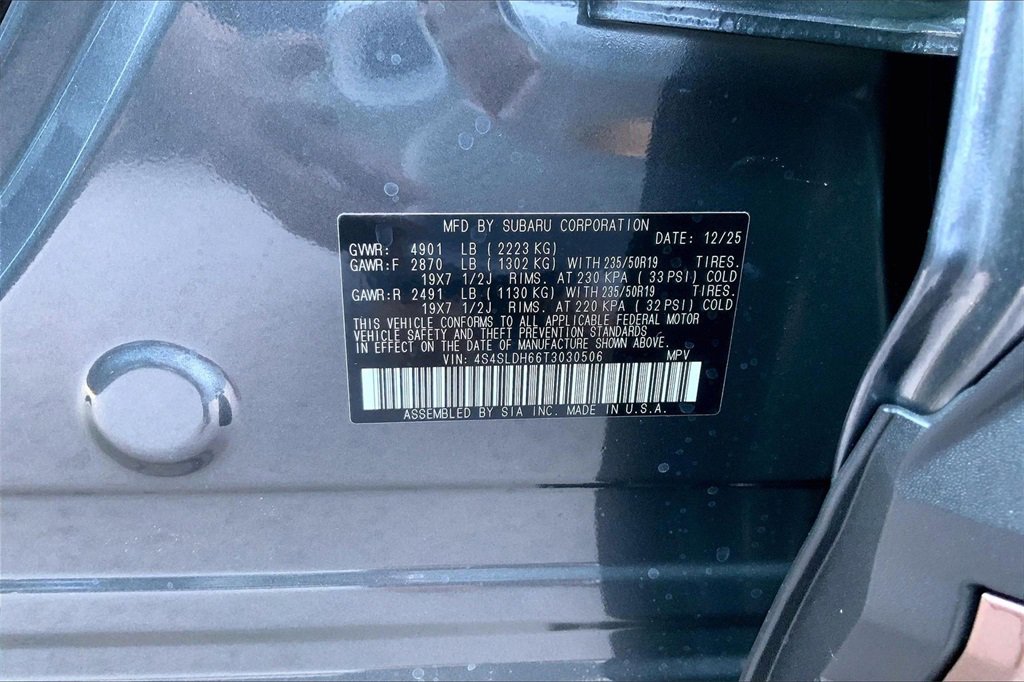 MFD BY SUBARU CORPORATION
DATE: 12/25
GVWR: 4901 LB (2223 KG)
GAWR:F 2870 LB (1302 KG) WITH 235/50R19 TIRES.
19X7 1/2J RIMS. AT 230 KPA (33 PSI) COLD
GAWR:R 2491 LB (1130 KG) WITH 235/50R19 TIRES.
19X7 1/2J RIMS. AT 220 KPA (32 PSI) COLD
THIS VEHICLE CONFORMS TO ALL APPLICABLE FEDERAL MOTOR
VEHICLE SAFETY AND THEFT PREVENTION STANDARDS
IN EFFECT ON THE DATE OF MANUFACTURE SHOWN ABOVE.
VIN: 4S4SLDH66T3030506 MPV
ASSEMBLED BY SIA INC. MADE IN U.S.A.